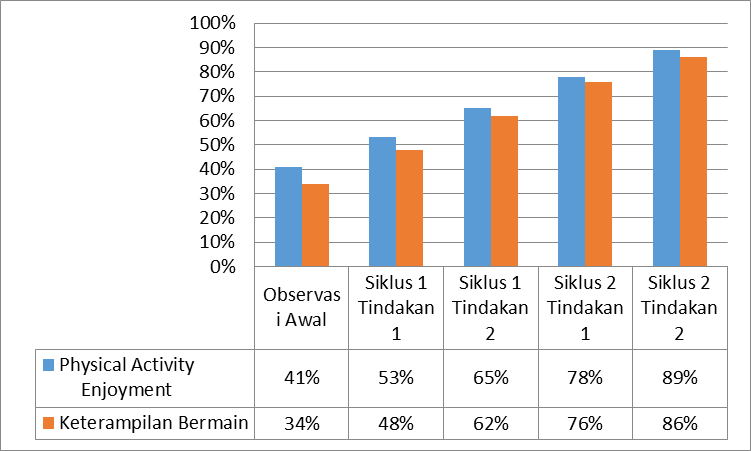 100%
90%
80%
70%
60%
50%
40%
30%
20%
10%
0%
Observas
i Awal
Siklus 1
Tindakan
1
Siklus 1
Tindakan
2
Siklus 2
Tindakan
1
Siklus 2
Tindakan
2
Physical Activity
Enjoyment
41% 53% 65% 78% 89%
Keterampilan Bermain 34% 48% 62% 76% 86%